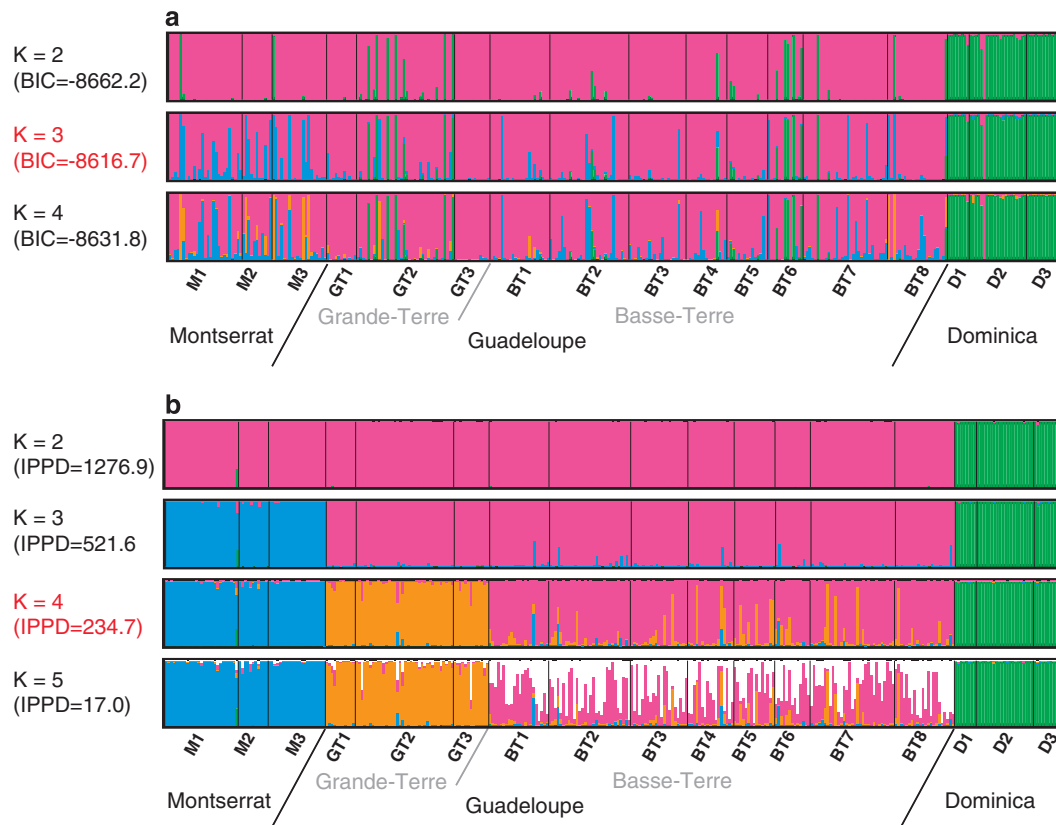 a
K = 2
(BIC=-8662.2)
K = 3
(BIC=-8616.7)
K = 4
(BIC=-8631.8)
M1 M2 M3 GT1 GT2 GT3 BT1 BT2 BT3 BT4 BT5 BT6 BT7 BT8 D1 D2 D3
Grande-Terre Basse-Terre
Montserrat Guadeloupe Dominica
b
K = 2
(IPPD=1276.9)
K = 3
(IPPD=521.6
K = 4
(IPPD=234.7)
K = 5
(IPPD=17.0)
M1 M2 M3 GT1 GT2 GT3 BT1 BT2 BT3 BT4 BT5 BT6 BT7 BT8 D1 D2 D3
Grande-Terre Basse-Terre
Montserrat Guadeloupe Dominica